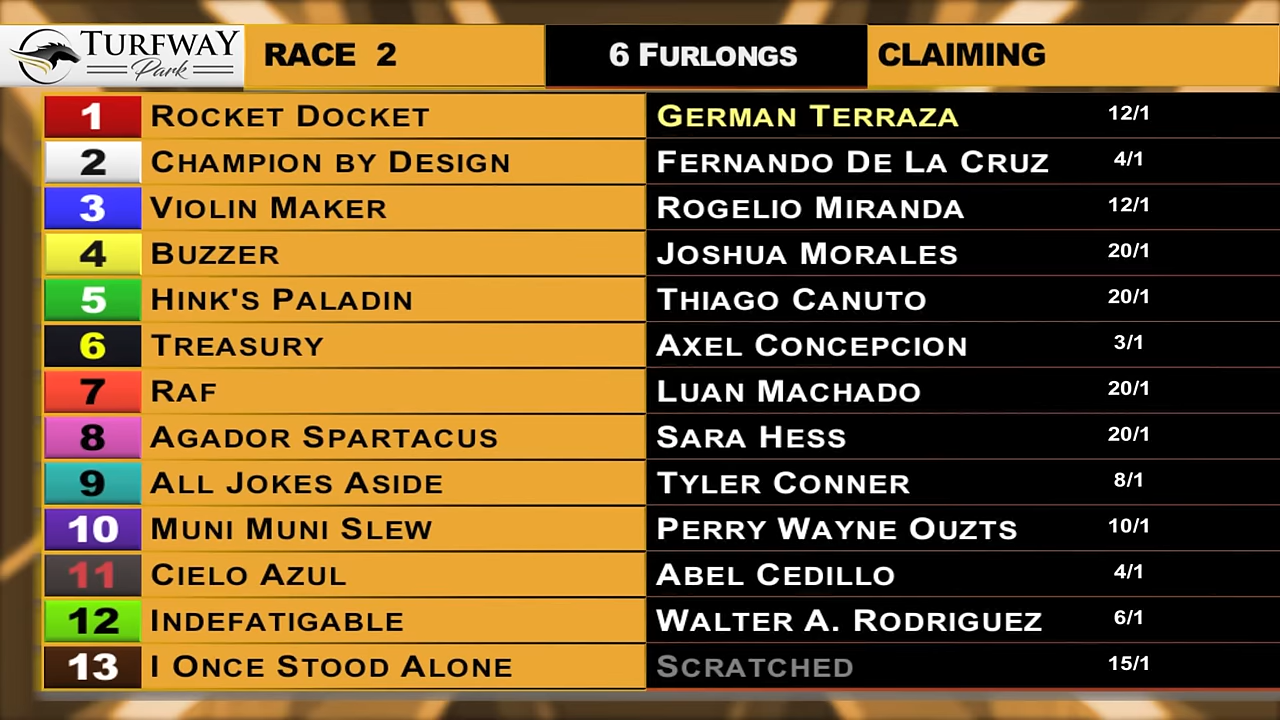 TURFWAY
Park
RACE 2
6 FURLONGS
CLAIMING
1 ROCKET DOCKET GERMAN TERRAZA 12/1
2 CHAMPION BY DESIGN FERNANDO DE LA CRUZ 4/1
3 VIOLIN MAKER ROGELIO MIRANDA 12/1
4 BUZZER JOSHUA MORALES 20/1
5 HINK'S PALADIN THIAGO CANUTO 20/1
6 TREASURY AXEL CONCEPCION 3/1
7 RAF LUAN MACHADO 20/1
8 AGADOR SPARTACUS SARA HESS 20/1
9 ALL JOKES ASIDE TYLER CONNER 8/1
10 MUNI MUNI SLEW PERRY WAYNE OUZTS 10/1
11 CIELO AZUL ABEL CEDILLO 4/1
12 INDEFATIGABLE WALTER A. RODRIGUEZ 6/1
13 I ONCE STOOD ALONE SCRATCHED 15/1